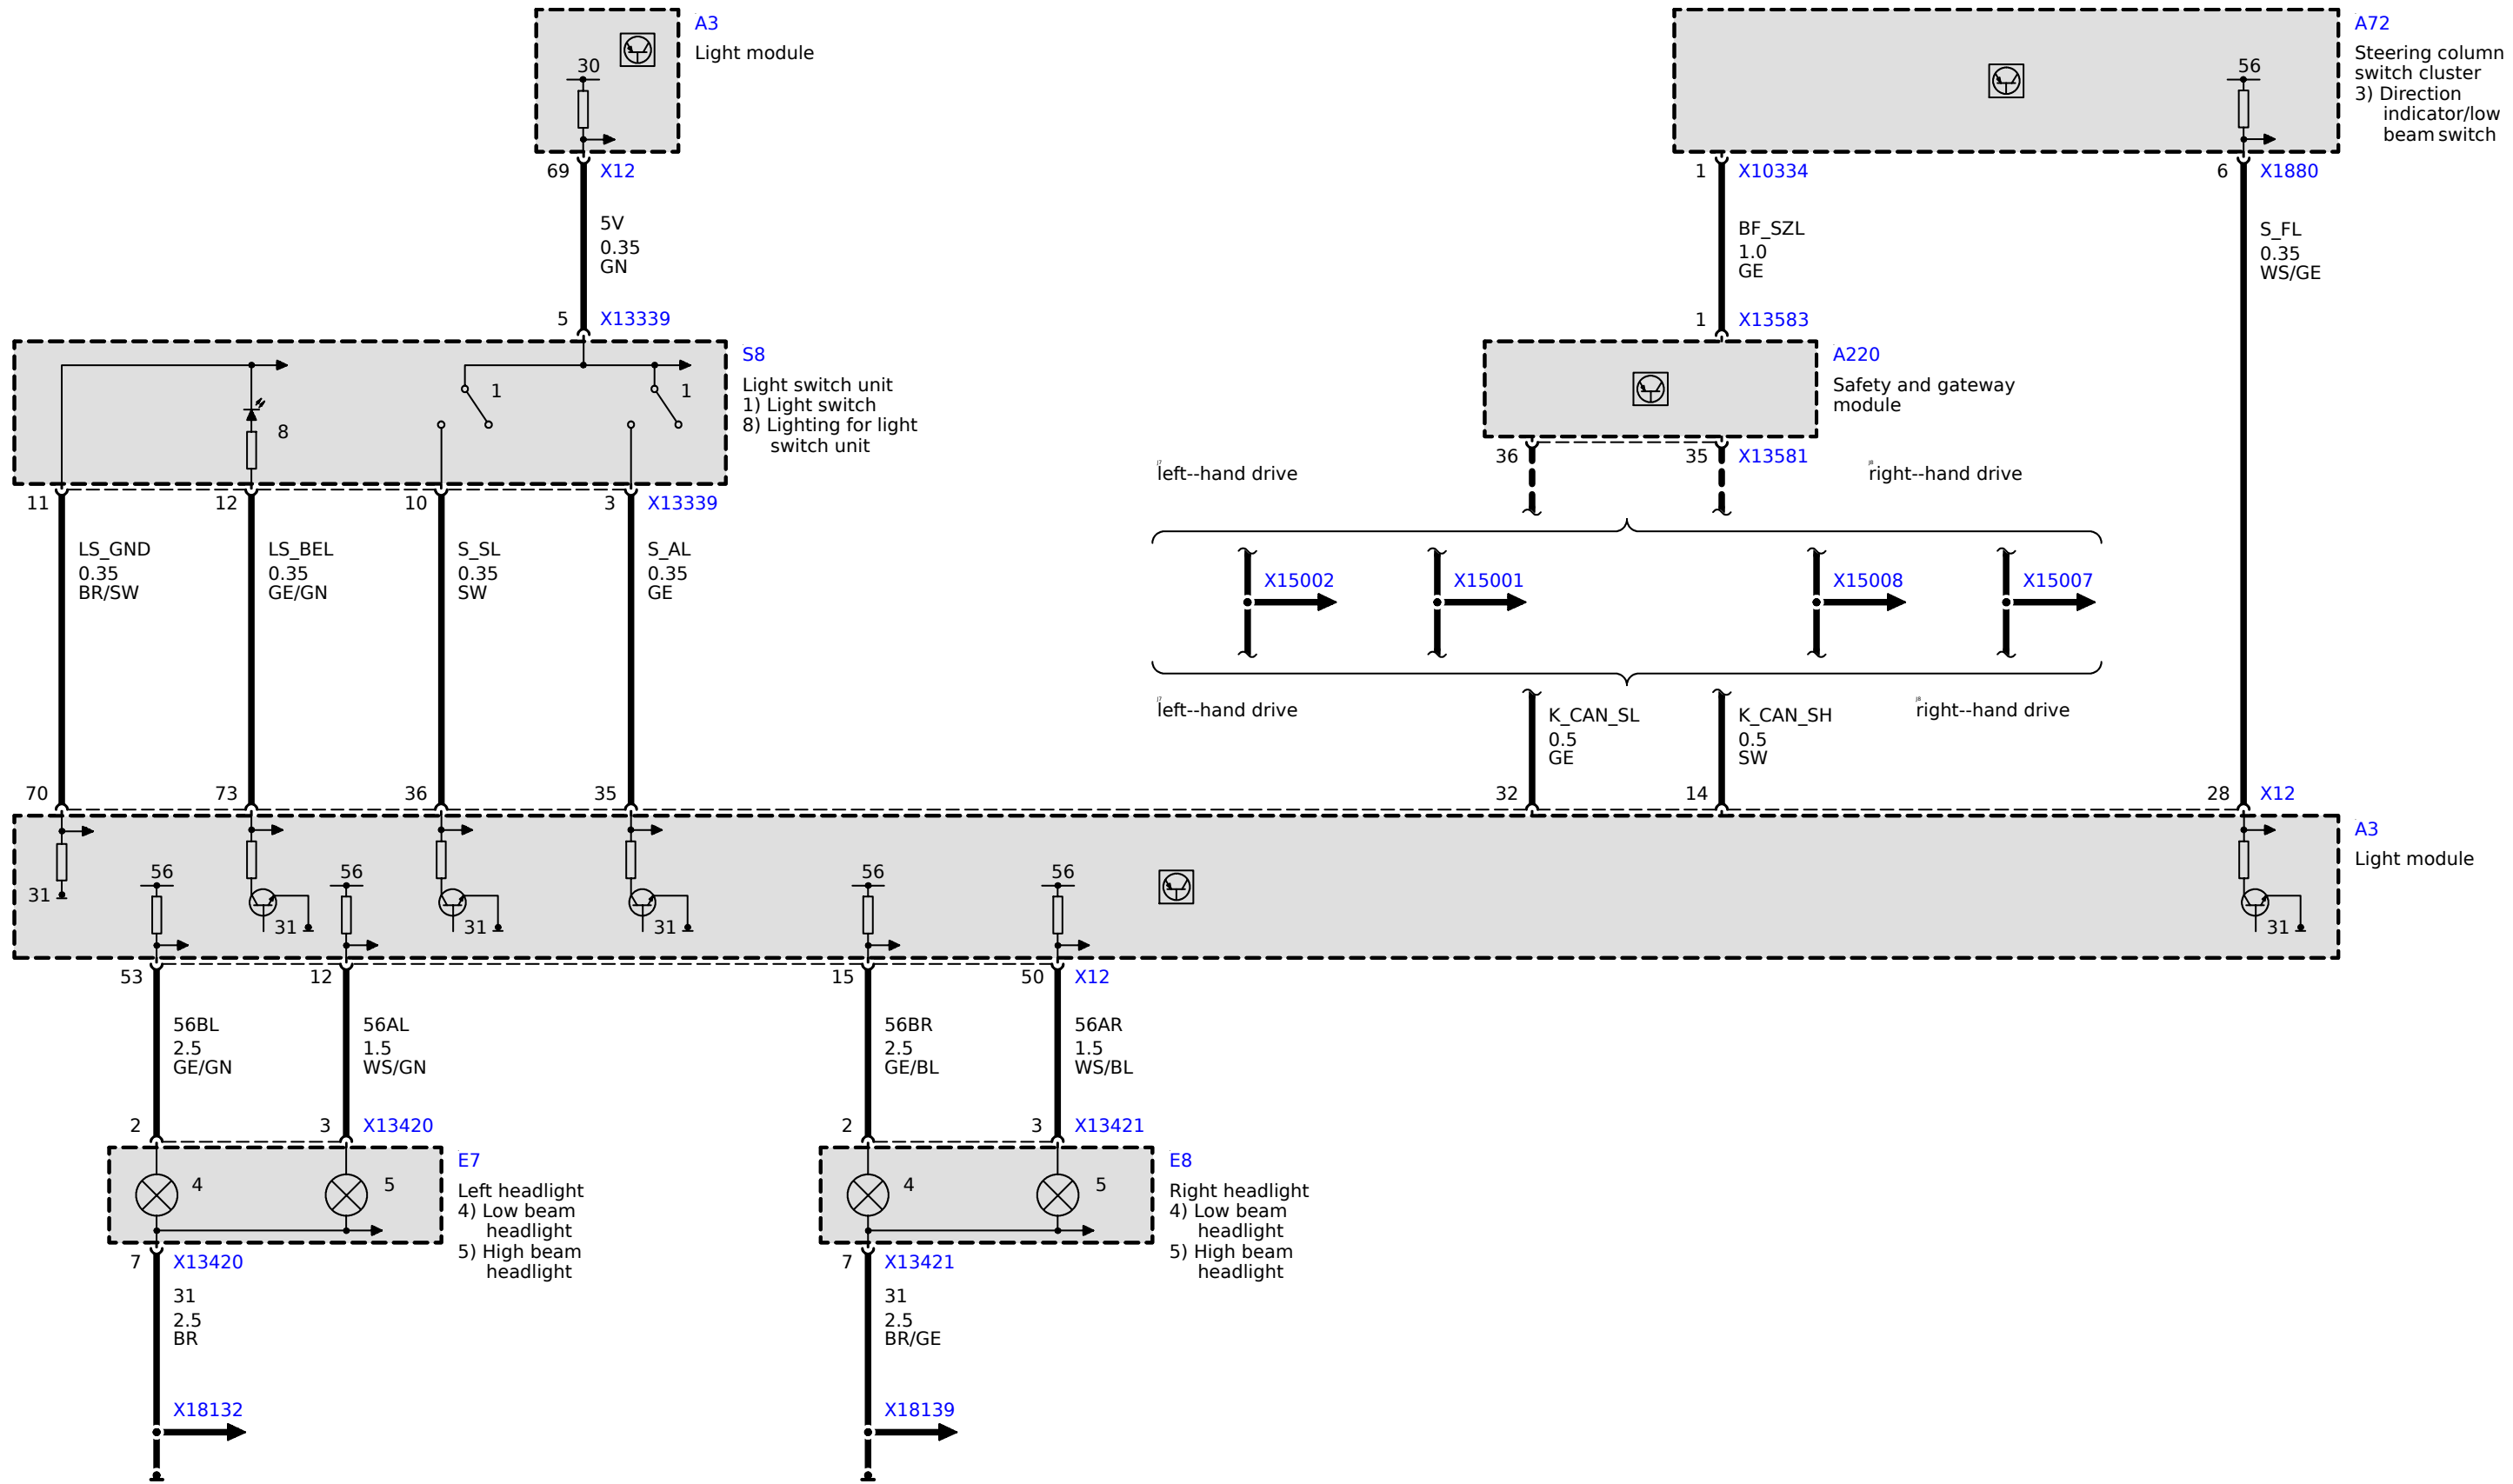 A3
Light module
30
69
X12
5V
0.35
GN
5
X13339
A72
Steering column
switch cluster
3) Direction
indicator/low
beam switch
56
1
X10334
6
X1880
BF_SZL
1.0
GE
S_FL
0.35
WS/GE
1
X13583
S8
Light switch unit
1) Light switch
8) Lighting for light
switch unit
1
1
8
A220
Safety and gateway
module
36
35
X13581
left--hand drive
right--hand drive
11
12
10
3
X13339
LS_GND
0.35
BR/SW
LS_BEL
0.35
GE/GN
S_SL
0.35
SW
S_AL
0.35
GE
X15002
X15001
X15008
X15007
left--hand drive
right--hand drive
K_CAN_SL
0.5
GE
K_CAN_SH
0.5
SW
70
73
36
35
32
14
28
X12
A3
Light module
56
56
56
56
31
31
31
31
31
53
12
15
50
X12
56BL
2.5
GE/GN
56AL
1.5
WS/GN
56BR
2.5
GE/BL
56AR
1.5
WS/BL
2
3
X13420
2
3
X13421
E7
Left headlight
4) Low beam
headlight
5) High beam
headlight
4
5
E8
Right headlight
4) Low beam
headlight
5) High beam
headlight
4
5
7
X13420
7
X13421
31
2.5
BR
31
2.5
BR/GE
X18132
X18139